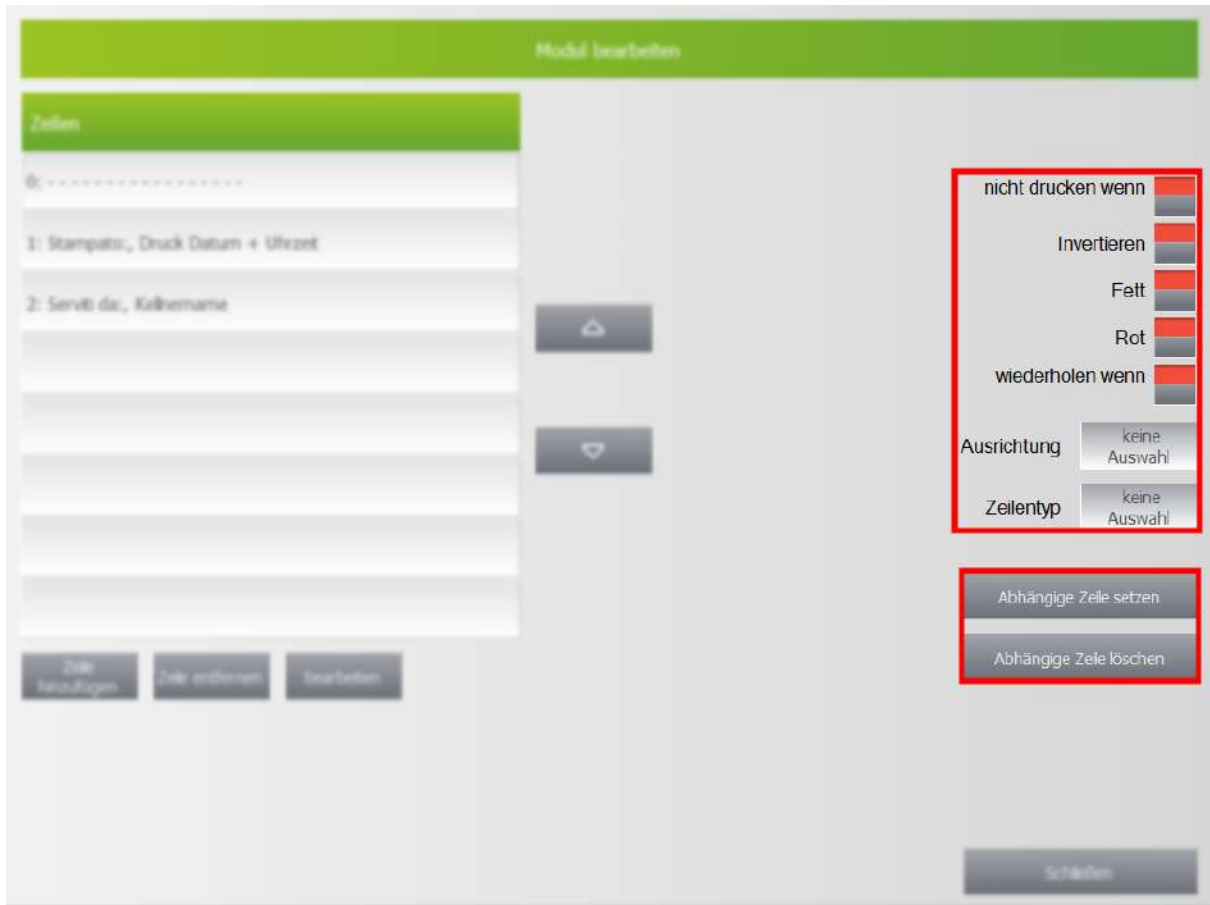 Modul bearbeiten
Zeilen
0: - - - - - - - - - - - - - - - - - -
1: Stampato:, Druck Datum + Uhrzeit
2: Serviti da:, Kellnername
nicht drucken wenn
Invertieren
Fett
Rot
wiederholen wenn
Ausrichtung
keine
Auswahl
Zeilentyp
keine
Auswahl
Abhängige Zeile setzen
Abhängige Zeile löschen
Zeile
hinzufügen
Zeile entfernen
bearbeiten
Schließen